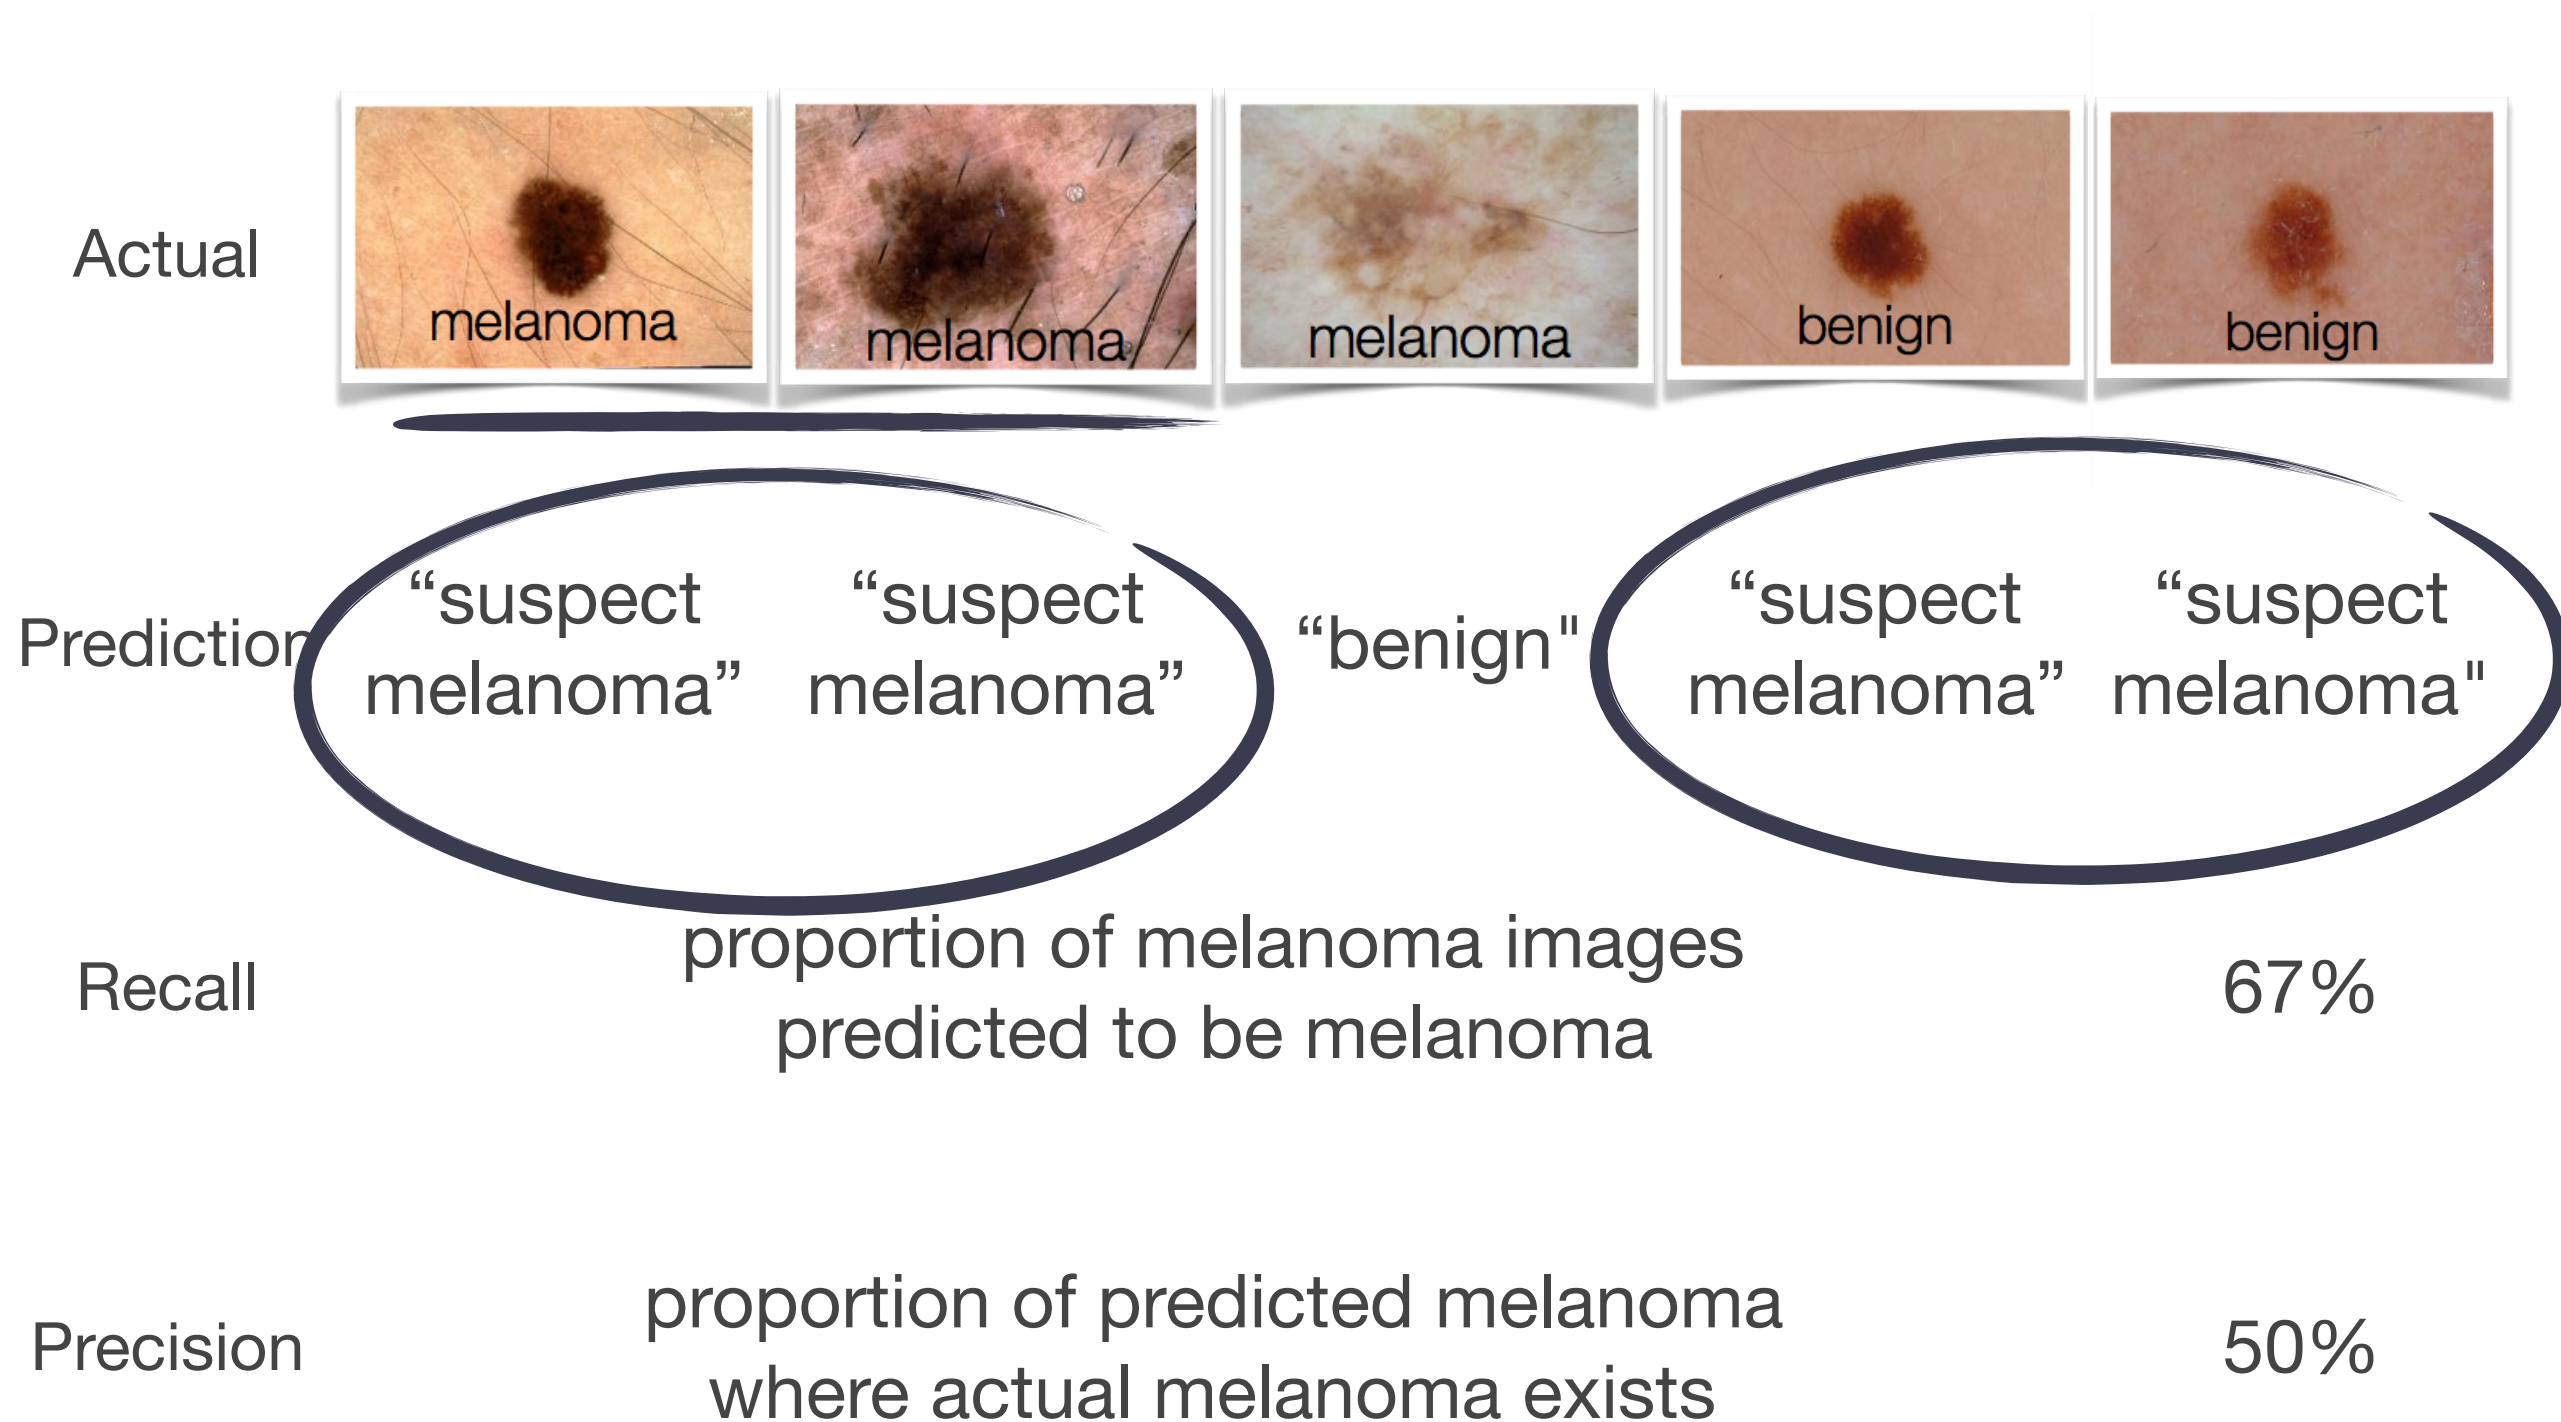 Actual
melanoma
melanoma
melanoma
benign
benign
Prediction
“suspect
melanoma”
“suspect
melanoma”
“benign"
“suspect
melanoma”
“suspect
melanoma"
Recall
proportion of melanoma images
predicted to be melanoma
67%
Precision
proportion of predicted melanoma
where actual melanoma exists
50%